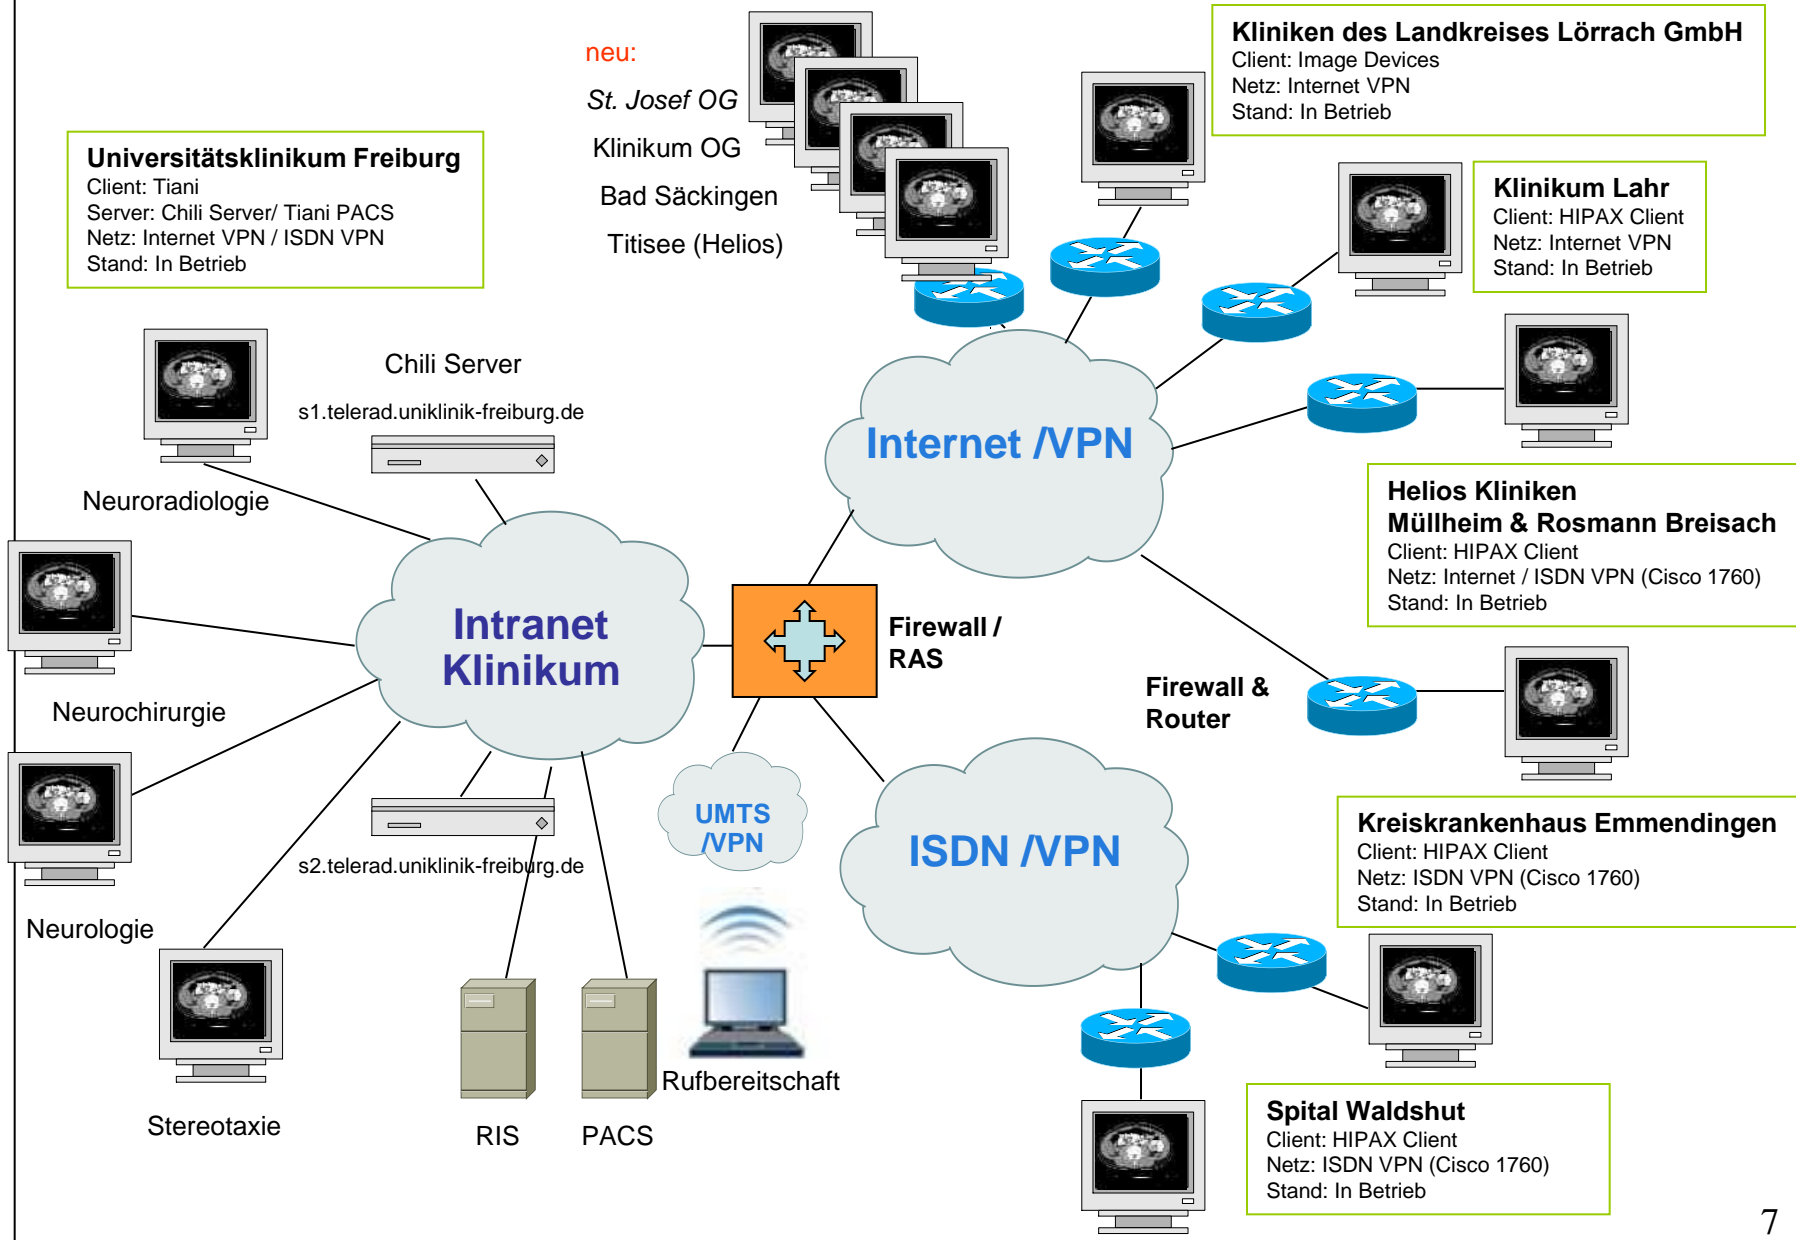 neu:
St. Josef OG
Klinikum OG
Bad Säckingen
Titisee (Helios)
Kliniken des Landkreises Lörrach GmbH
Client: Image Devices
Netz: Internet VPN
Stand: In Betrieb
Universitätsklinikum Freiburg
Client: Tiani
Server: Chili Server/ Tiani PACS
Netz: Internet VPN / ISDN VPN
Stand: In Betrieb
Klinikum Lahr
Client: HIPAX Client
Netz: Internet VPN
Stand: In Betrieb
Chili Server
s1.telerad.uniklinik-freiburg.de
Neuroradiologie
Internet /VPN
Helios Kliniken
Müllheim & Rosmann Breisach
Client: HIPAX Client
Netz: Internet / ISDN VPN (Cisco 1760)
Stand: In Betrieb
Intranet
Klinikum
Firewall /
RAS
Firewall &
Router
Neurochirurgie
UMTS
/VPN
ISDN /VPN
s2.telerad.uniklinik-freiburg.de
Kreiskrankenhaus Emmendingen
Client: HIPAX Client
Netz: ISDN VPN (Cisco 1760)
Stand: In Betrieb
Neurologie
Rufbereitschaft
Stereotaxie
RIS
PACS
Spital Waldshut
Client: HIPAX Client
Netz: ISDN VPN (Cisco 1760)
Stand: In Betrieb
7